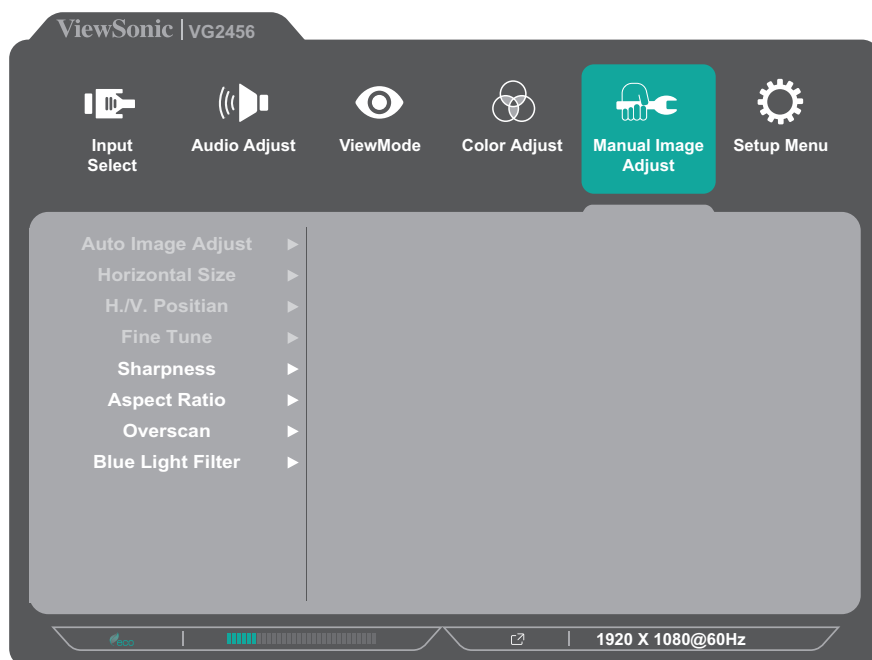 ViewSonic | VG2456
Input
Select
Audio Adjust
ViewMode
Color Adjust
Manual Image
Adjust
Setup Menu
Auto Image Adjust
Horizontal Size
H./V. Positian
Fine Tune
Sharpness
Aspect Ratio
Overscan
Blue Light Filter
eco
1920 X 1080@60Hz